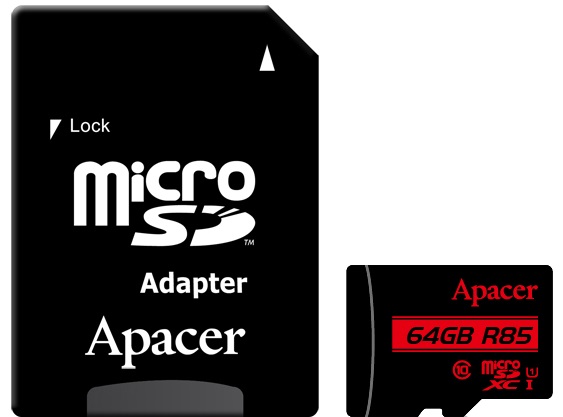 Lock
micro
SD
TM
Adapter
Apacer
Apacer
64GB R85
10 micro SD XC 1 I